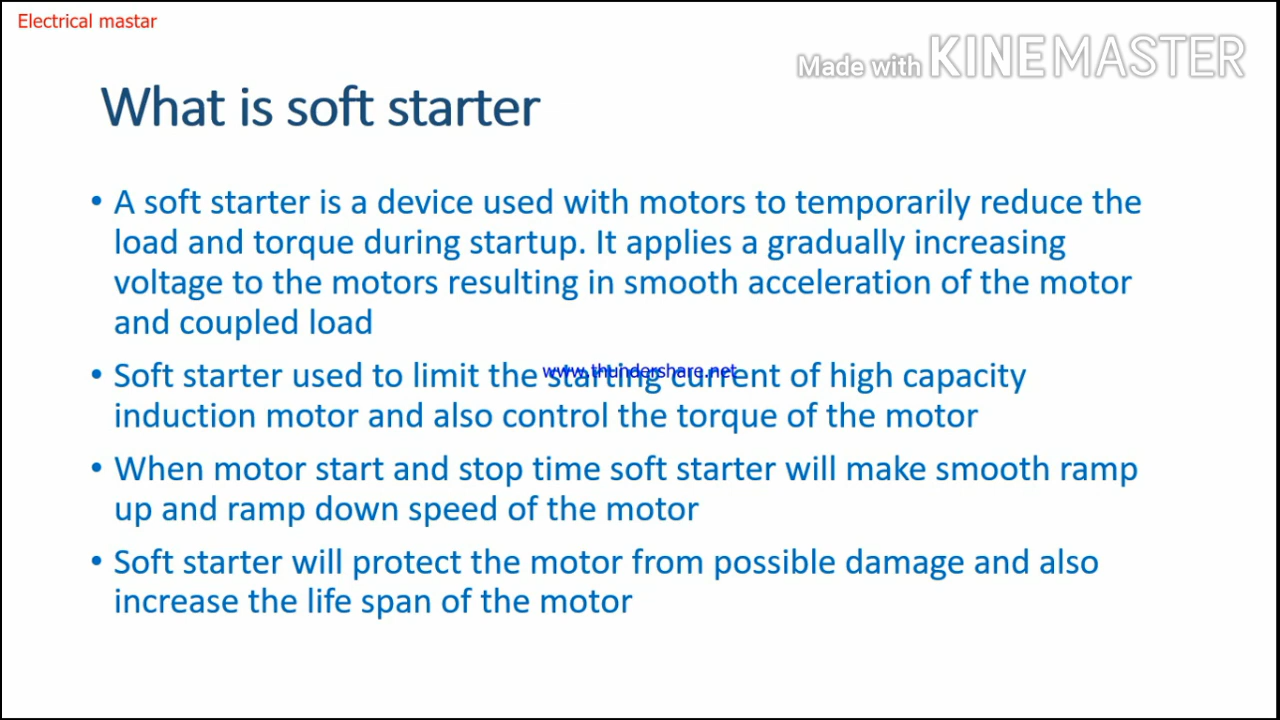 Electrical mastar
Made with KINEMASTER
What is soft starter
• A soft starter is a device used with motors to temporarily reduce the
load and torque during startup. It applies a gradually increasing
voltage to the motors resulting in smooth acceleration of the motor
and coupled load
www.thundershare.net
• Soft starter used to limit the starting current of high capacity
induction motor and also control the torque of the motor
• When motor start and stop time soft starter will make smooth ramp
up and ramp down speed of the motor
• Soft starter will protect the motor from possible damage and also
increase the life span of the motor